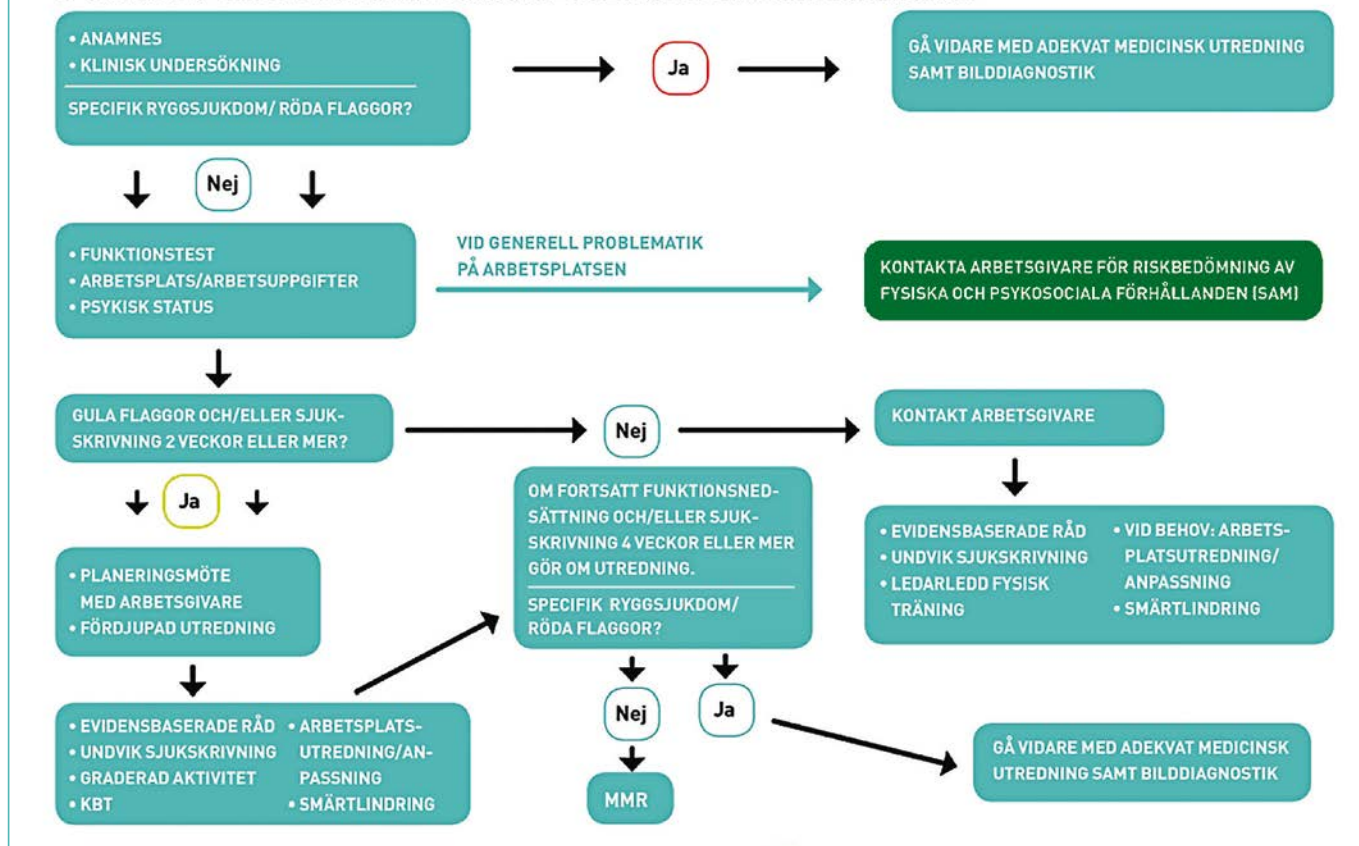 • ANAMNES
• KLINISK UNDERSÖKNING
SPECIFIK RYGGSJUKDOM/ RÖDA FLAGGOR?
Ja
GÅ VIDARE MED ADEKVAT MEDICINSK UTREDNING
SAMT BILDDIAGNOSTIK
Nej
• FUNKTIONSTEST
• ARBETSPLATS/ARBETSUPPGIFTER
• PSYKISK STATUS
VID GENERELL PROBLEMATIK
PÅ ARBETSPLATSEN
KONTAKTA ARBETSGIVARE FÖR RISKBEDÖMNING AV
FYSISKA OCH PSYKOSOCIALA FÖRHÅLLANDEN (SAM)
GULA FLAGGOR OCH/ELLER SJUK-
SKRIVNING 2 VECKOR ELLER MER?
Nej
KONTAKT ARBETSGIVARE
Ja
OM FORTSATT FUNKTIONSNED-
SÄTTNING OCH/ELLER SJUK-
SKRIVNING 4 VECKOR ELLER MER
GÖR OM UTREDNING.
SPECIFIK RYGGSJUKDOM/
RÖDA FLAGGOR?
• EVIDENSBASERADE RÅD
• UNDVIK SJUKSKRIVNING
• LEDARLEDD FYSISK
TRÄNING
• VID BEHOV: ARBETS-
PLATSUTREDNING/
ANPASSNING
• SMÄRTLINDRING
• PLANERINGSMÖTE
MED ARBETSGIVARE
• FÖRDJUPAD UTREDNING
• EVIDENSBASERADE RÅD
• UNDVIK SJUKSKRIVNING
• GRADERAD AKTIVITET
• KBT
• ARBETSPLATS-
UTREDNING/AN-
PASSNING
• SMÄRTLINDRING
Nej
Ja
MMR
GÅ VIDARE MED ADEKVAT MEDICINSK
UTREDNING SAMT BILDDIAGNOSTIK